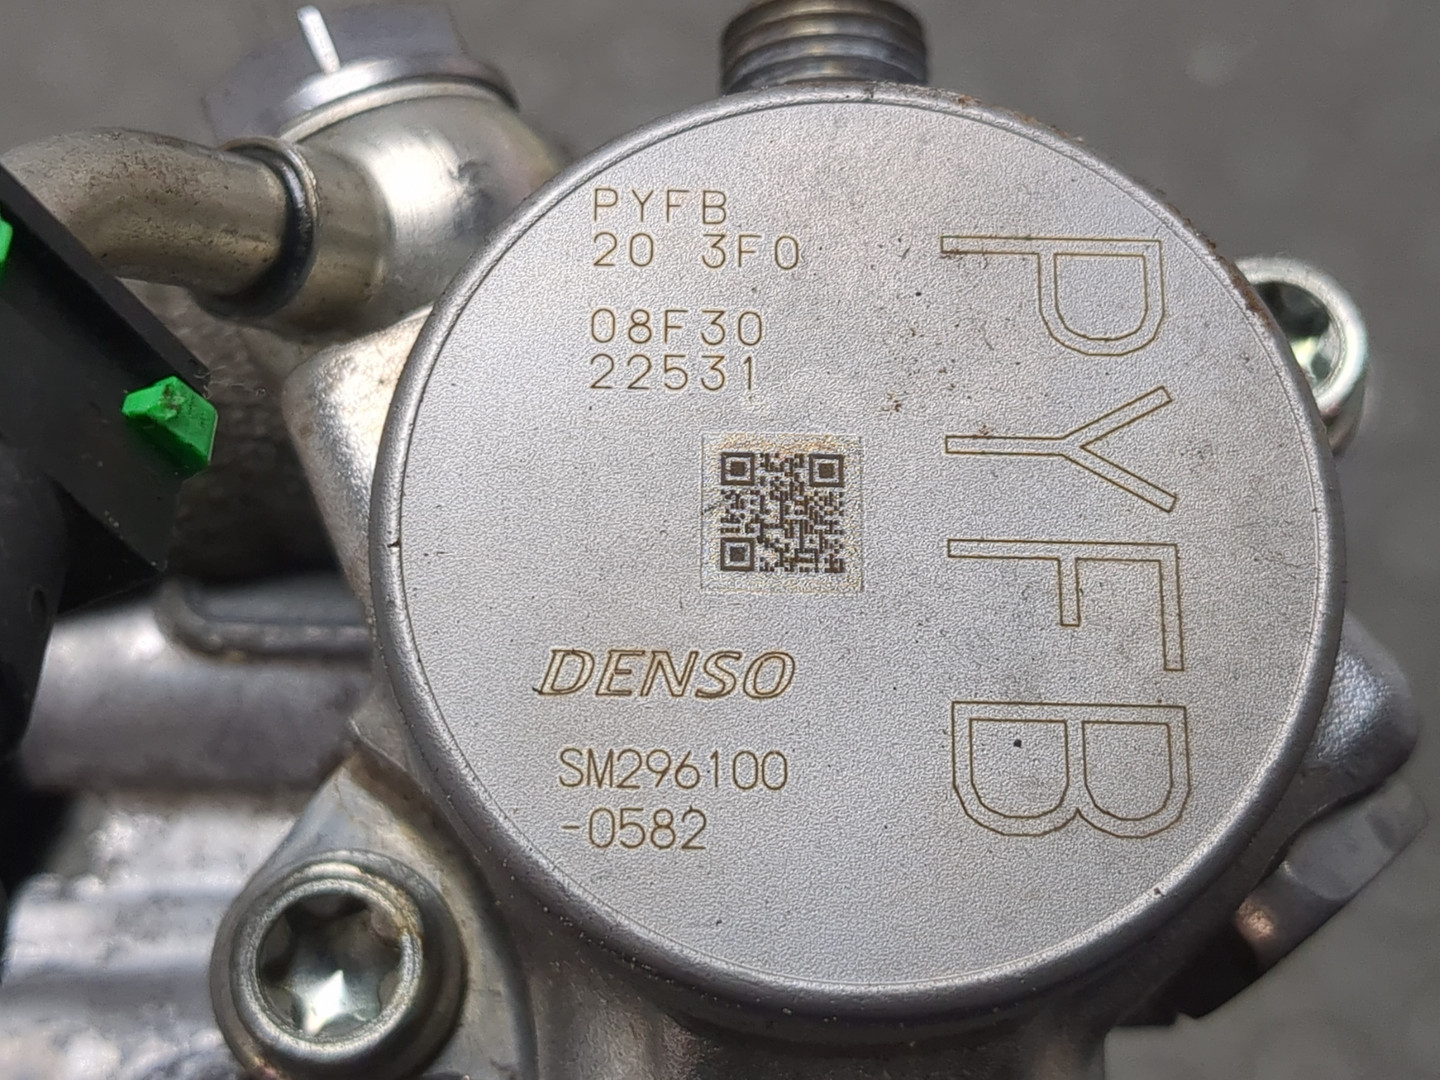 PYFB
20 3F0
08F30
22531
DENSO
SM296100
-0582
PYFB